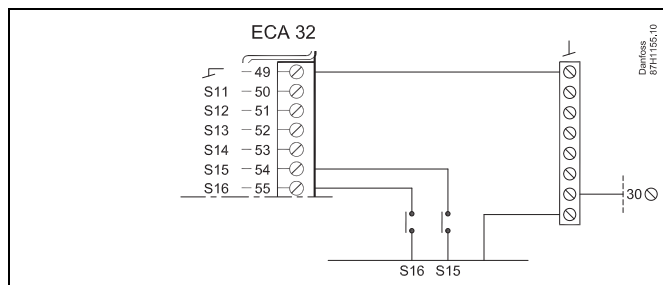 ECA 32
49
S11 50
S12 51
S13 52
S14 53
S15 54
S16 55
30
S16 S15
Danfoss
87H1155.10